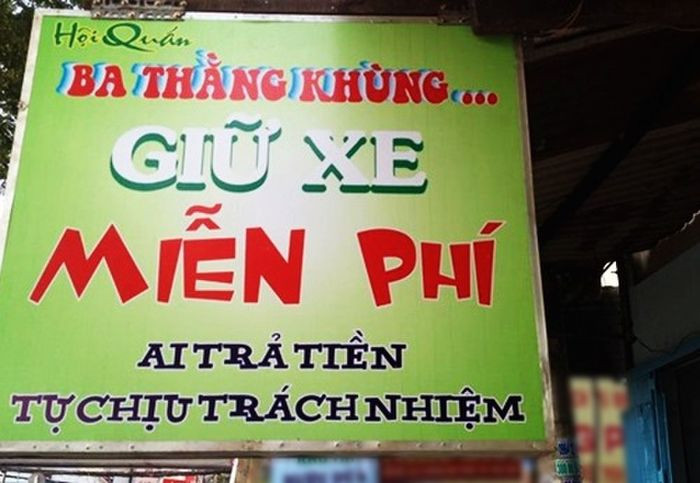 Hội Quán
BA THẰNG KHÙNG....
GIỮ XE
MIỄN PHÍ
AI TRẢ TIỀN
TỰ CHỊU TRÁCH NHIỆM